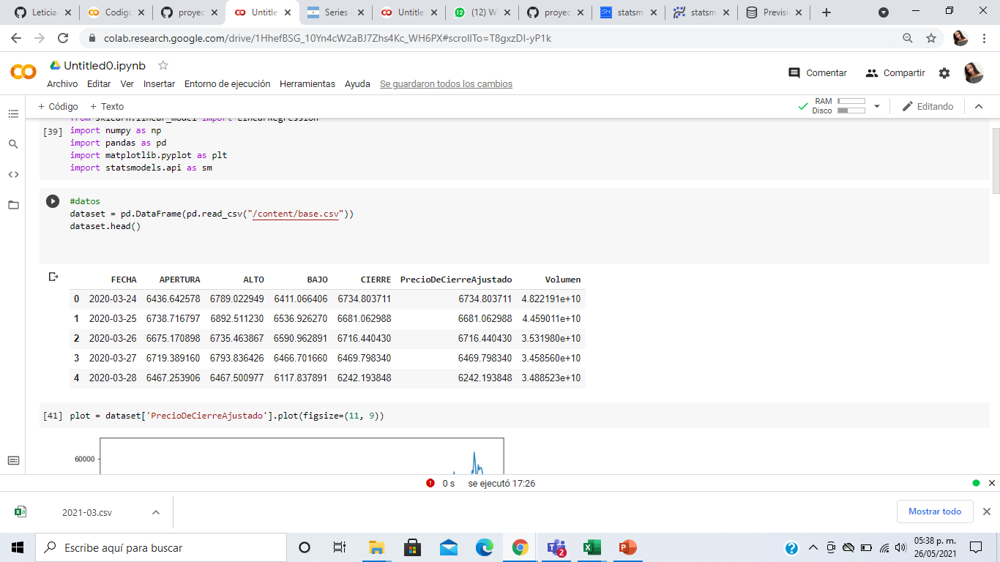 Leticia
Codigo
proyec
Untitle
Series
Untitle
(12) W
proyec
statsm
statsm
Previsi
colab.research.google.com/drive/1HhefBSG_10Yn4cW2aBJ7Zhs4Kc_WH6PX#scrollTo=T8gxzDI-yP1k
Untitled0.ipynb
Comentar
Compartir
Archivo Editar Ver Insertar Entorno de ejecución Herramientas Ayuda Se guardaron todos los cambios
+ Código + Texto
RAM
Disco
Editando
from sklearn.linear_model import LinearRegression
[39] import numpy as np
import pandas as pd
import matplotlib.pyplot as plt
import statsmodels.api as sm
#datos
dataset = pd.DataFrame(pd.read_csv("/content/base.csv"))
dataset.head()
FECHA APERTURA ALTO BAJO CIERRE PrecioDeCierreAjustado Volumen
0 2020-03-24 6436.642578 6789.022949 6411.066406 6734.803711 6734.803711 4.822191e+10
1 2020-03-25 6738.716797 6892.511230 6536.926270 6681.062988 6681.062988 4.459011e+10
2 2020-03-26 6675.170898 6735.463867 6590.962891 6716.440430 6716.440430 3.531980e+10
3 2020-03-27 6719.389160 6793.836426 6466.701660 6469.798340 6469.798340 3.458560e+10
4 2020-03-28 6467.253906 6467.500977 6117.837891 6242.193848 6242.193848 3.488523e+10
[41] plot = dataset['PrecioDeCierreAjustado'].plot(figsize=(11, 9))
60000
0 s se ejecutó 17:26
2021-03.csv
Mostrar todo
Escribe aquí para buscar
2
05:38 p. m.
26/05/2021